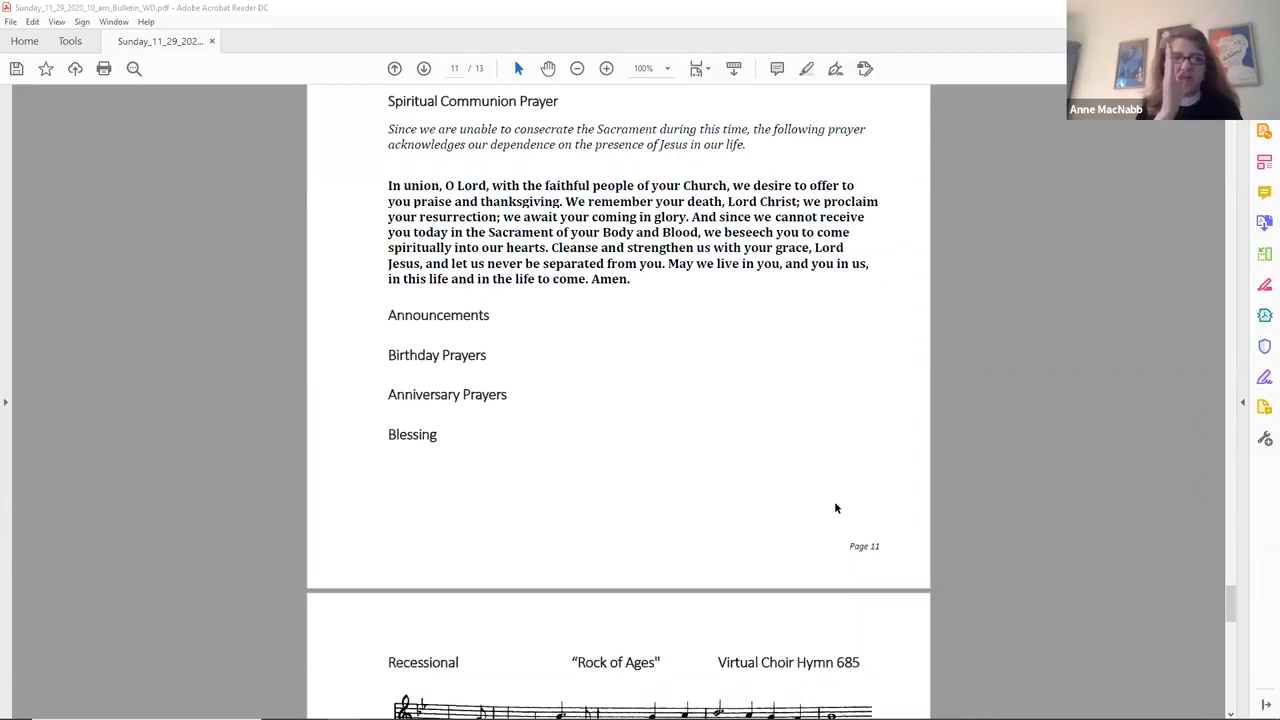 Sunday_11_29_2020_10_am_Bulletin_WD.pdf - Adobe Acrobat Reader DC
File Edit View Sign Window Help
Home Tools Sunday_11_29_202... ×
11 / 13 100%
Anne MacNabb
Spiritual Communion Prayer
Since we are unable to consecrate the Sacrament during this time, the following prayer
acknowledges our dependence on the presence of Jesus in our life.
In union, O Lord, with the faithful people of your Church, we desire to offer to
you praise and thanksgiving. We remember your death, Lord Christ; we proclaim
your resurrection; we await your coming in glory. And since we cannot receive
you today in the Sacrament of your Body and Blood, we beseech you to come
spiritually into our hearts. Cleanse and strengthen us with your grace, Lord
Jesus, and let us never be separated from you. May we live in you, and you in us,
in this life and in the life to come. Amen.
Announcements
Birthday Prayers
Anniversary Prayers
Blessing
Page 11
Recessional “Rock of Ages" Virtual Choir Hymn 685